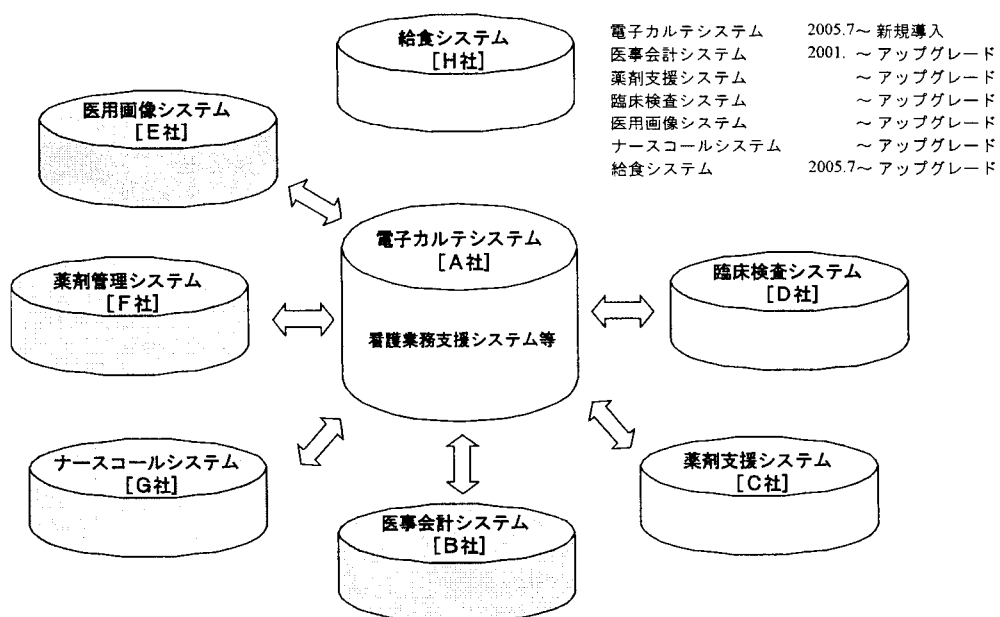 給食システム
[H社]
電子カルテシステム 2005.7～ 新規導入
医事会計システム 2001. ～ アップグレード
薬剤支援システム ～ アップグレード
臨床検査システム ～ アップグレード
医用画像システム ～ アップグレード
ナースコールシステム ～ アップグレード
給食システム 2005.7～ アップグレード
医用画像システム
[E社]
電子カルテシステム
[A社]
看護業務支援システム等
薬剤管理システム
[F社]
臨床検査システム
[D社]
ナースコールシステム
[G社]
医事会計システム
[B社]
薬剤支援システム
[C社]